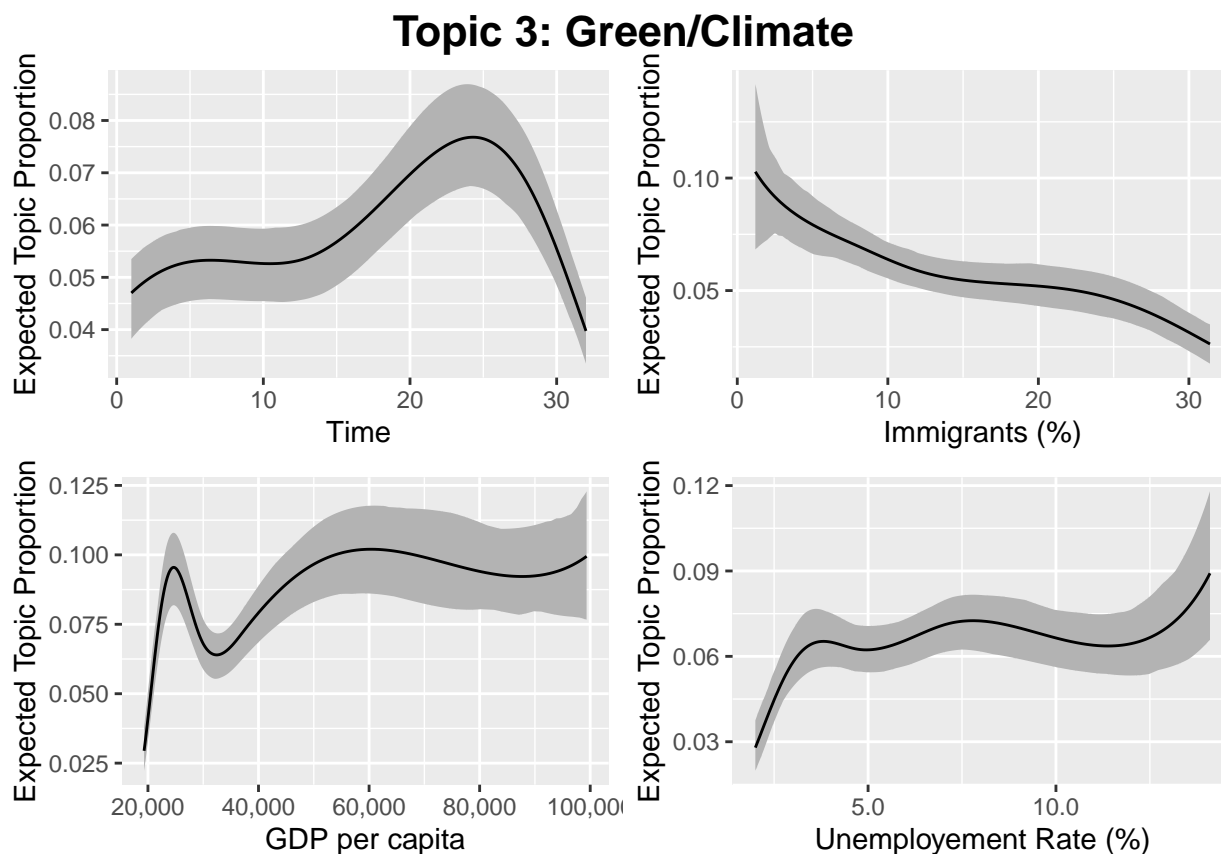 Topic 3: Green/Climate
Expected Topic Proportion
0.08
0.07
0.06
0.05
0.04
0 10 20 30
Time
Expected Topic Proportion
0.10
0.05
0 10 20 30
Immigrants (%)
Expected Topic Proportion
0.125
0.100
0.075
0.050
0.025
20,000 40,000 60,000 80,000 100,00
GDP per capita
Expected Topic Proportion
0.12
0.09
0.06
0.03
5.0 10.0
Unemployement Rate (%)